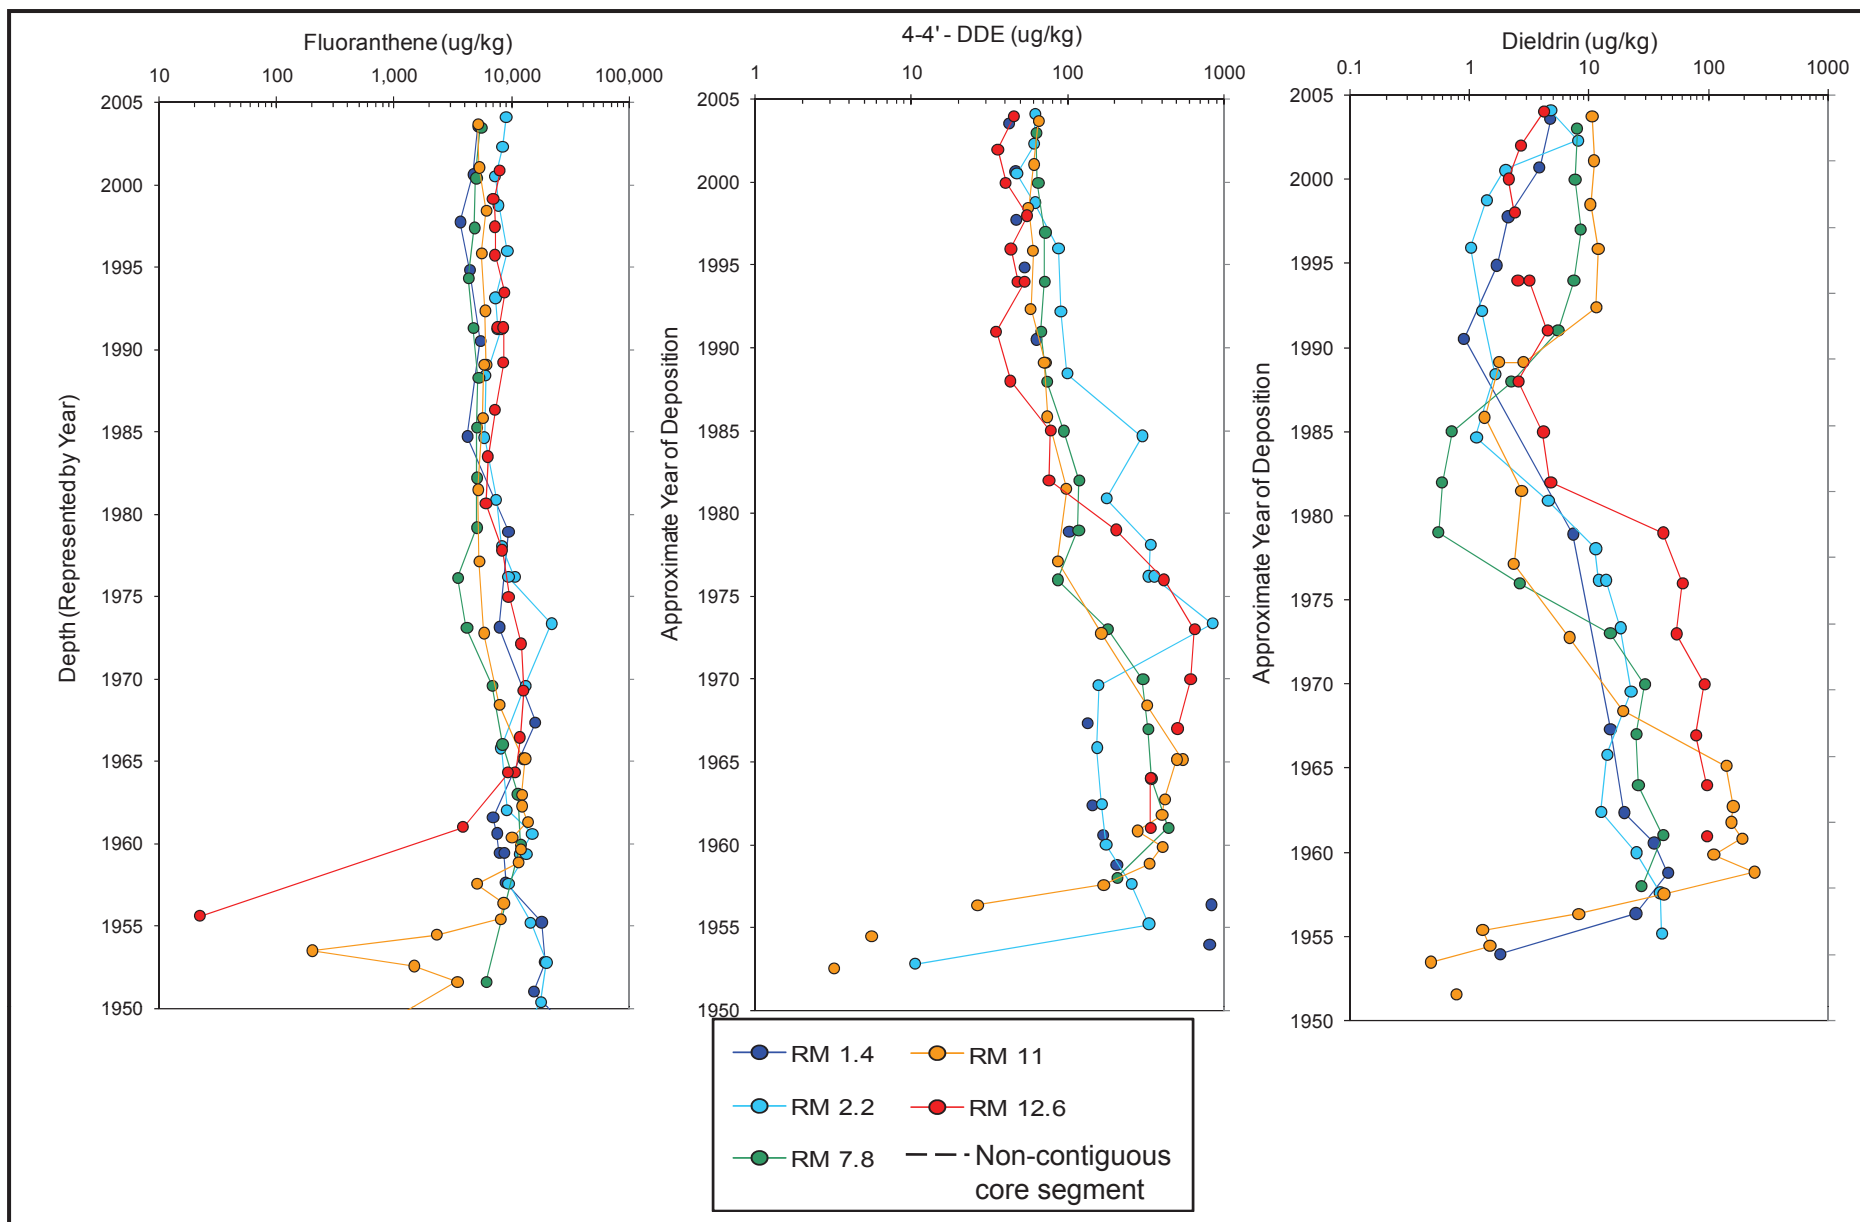 Fluoranthene (ug/kg)
10 100 1,000 10,000 100,000
2005
2000
1995
1990
1985
1980
1975
1970
1965
1960
1955
1950
Depth (Represented by Year)
4-4' - DDE (ug/kg)
1 10 100 1000
2005
2000
1995
1990
1985
1980
1975
1970
1965
1960
1955
1950
Approximate Year of Deposition
Dieldrin (ug/kg)
0.1 1 10 100 1000
2005
2000
1995
1990
1985
1980
1975
1970
1965
1960
1955
1950
Approximate Year of Deposition
RM 1.4
RM 2.2
RM 7.8
RM 11
RM 12.6
Non-contiguous
core segment